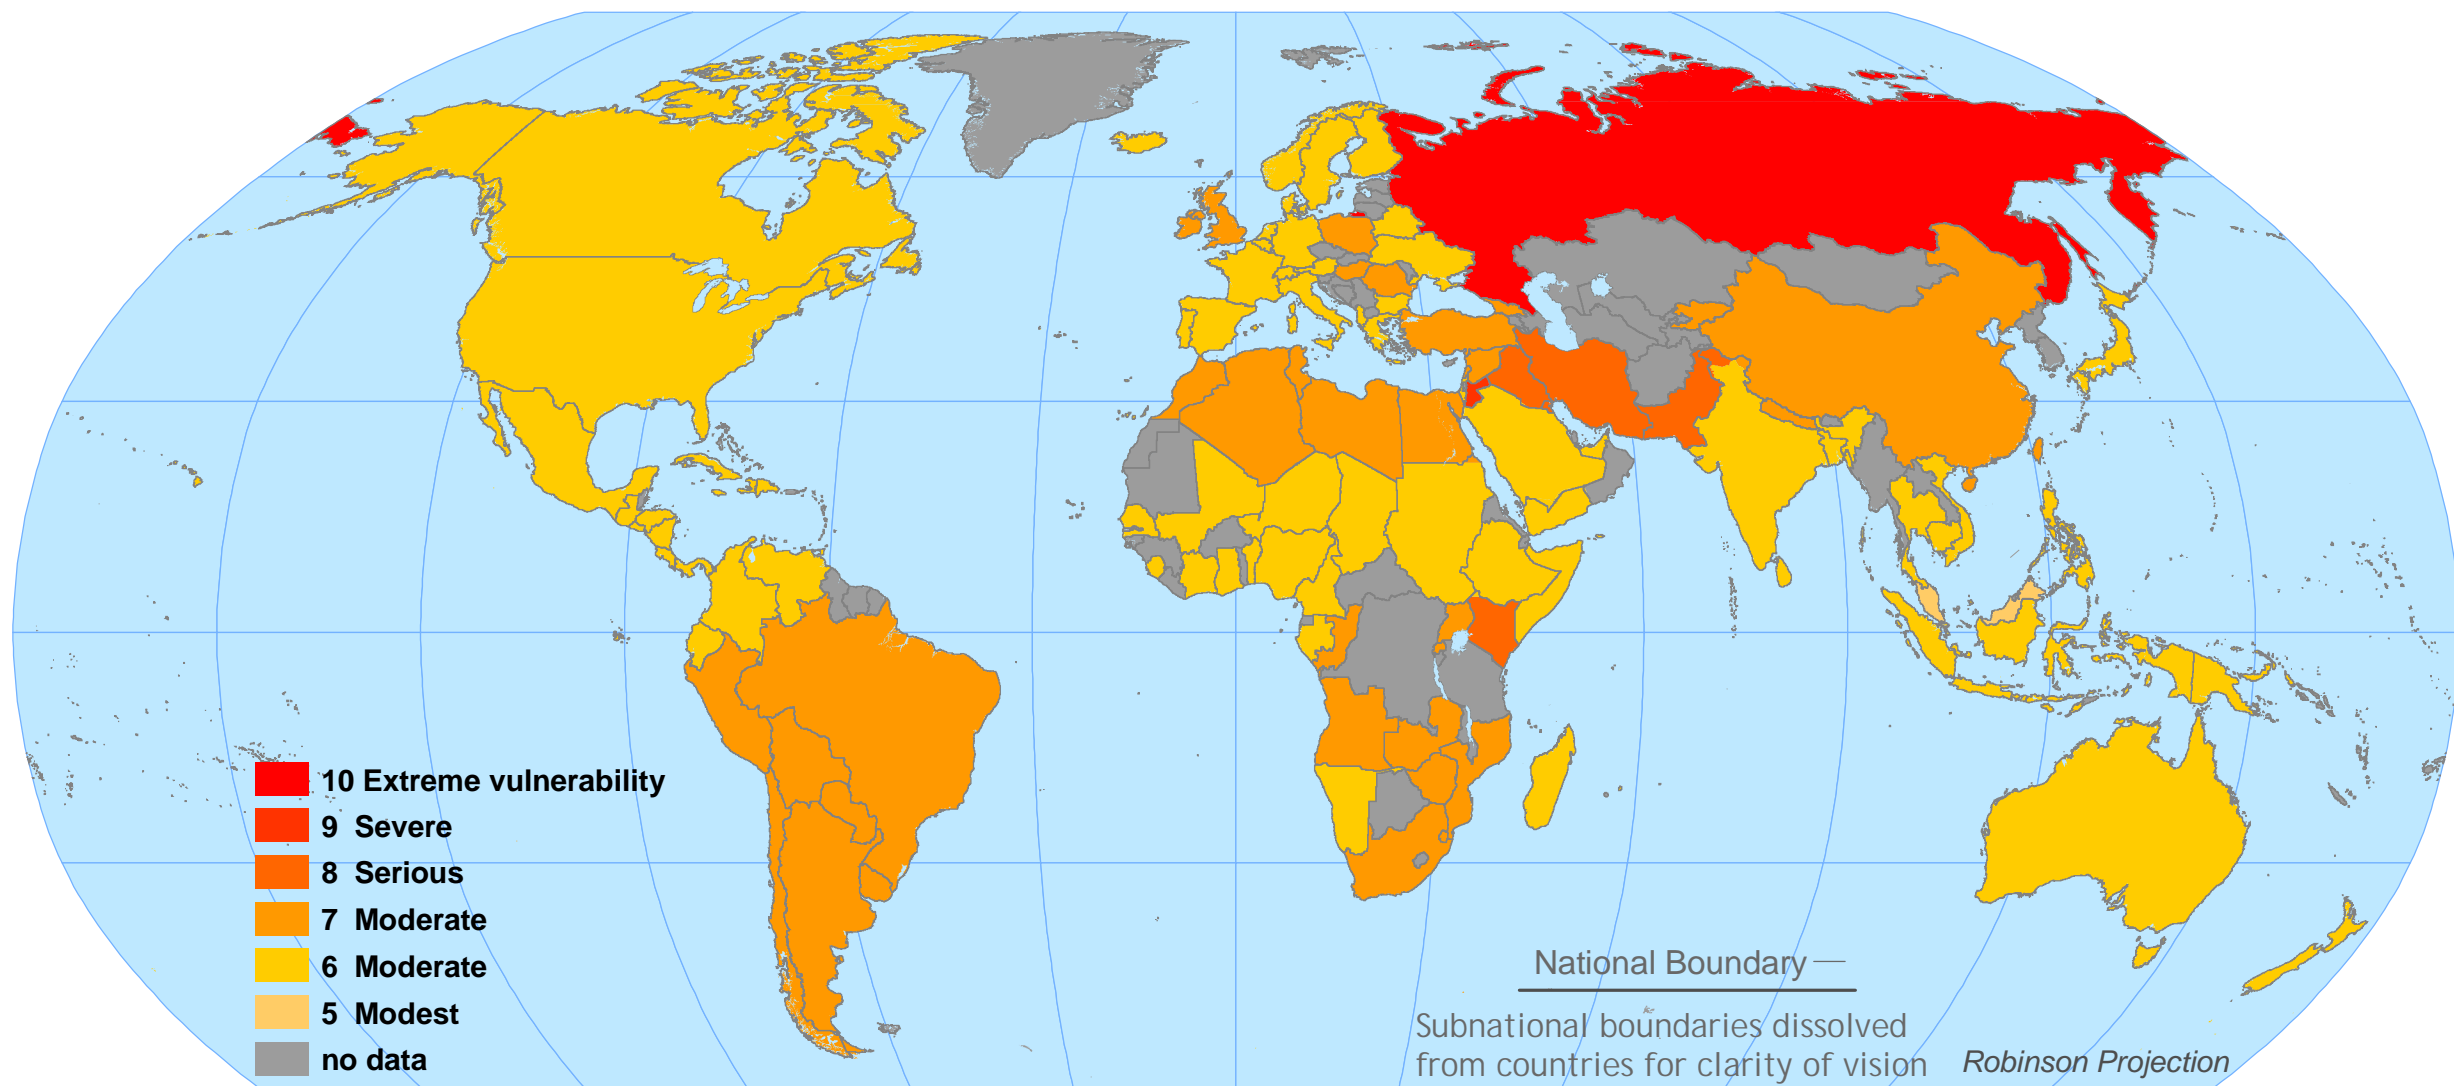 10 Extreme vulnerability
9 Severe
8 Serious
7 Moderate
6 Moderate
5 Modest
no data
National Boundary
Subnational boundaries dissolved
from countries for clarity of vision
Robinson Projection